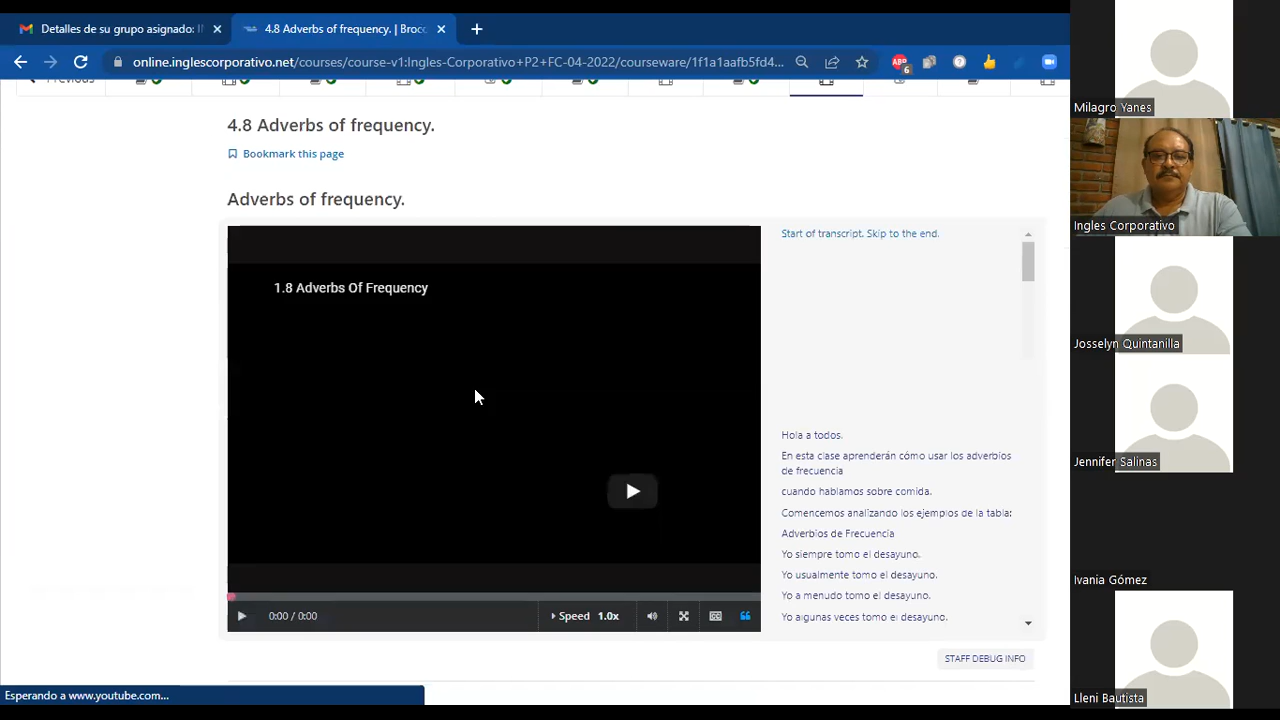 Detalles de su grupo asignado: I
4.8 Adverbs of frequency. | Broc
online.inglescorporativo.net/courses/course-v1:Ingles-Corporativo+P2+FC-04-2022/courseware/1f1a1aafb5fd4...
ABP
6
Previous
4.8 Adverbs of frequency.
Bookmark this page
Adverbs of frequency.
1.8 Adverbs Of Frequency
0:00 / 0:00
Speed 1.0x
CC
Start of transcript. Skip to the end.
Hola a todos.
En esta clase aprenderán cómo usar los adverbios
de frecuencia
cuando hablamos sobre comida.
Comencemos analizando los ejemplos de la tabla:
Adverbios de Frecuencia
Yo siempre tomo el desayuno.
Yo usualmente tomo el desayuno.
Yo a menudo tomo el desayuno.
Yo algunas veces tomo el desayuno.
STAFF DEBUG INFO
Esperando a www.youtube.com...
Milagro Yanes
Ingles Corporativo
Josselyn Quintanilla
Jennifer Salinas
Ivania Gómez
Lleni Bautista